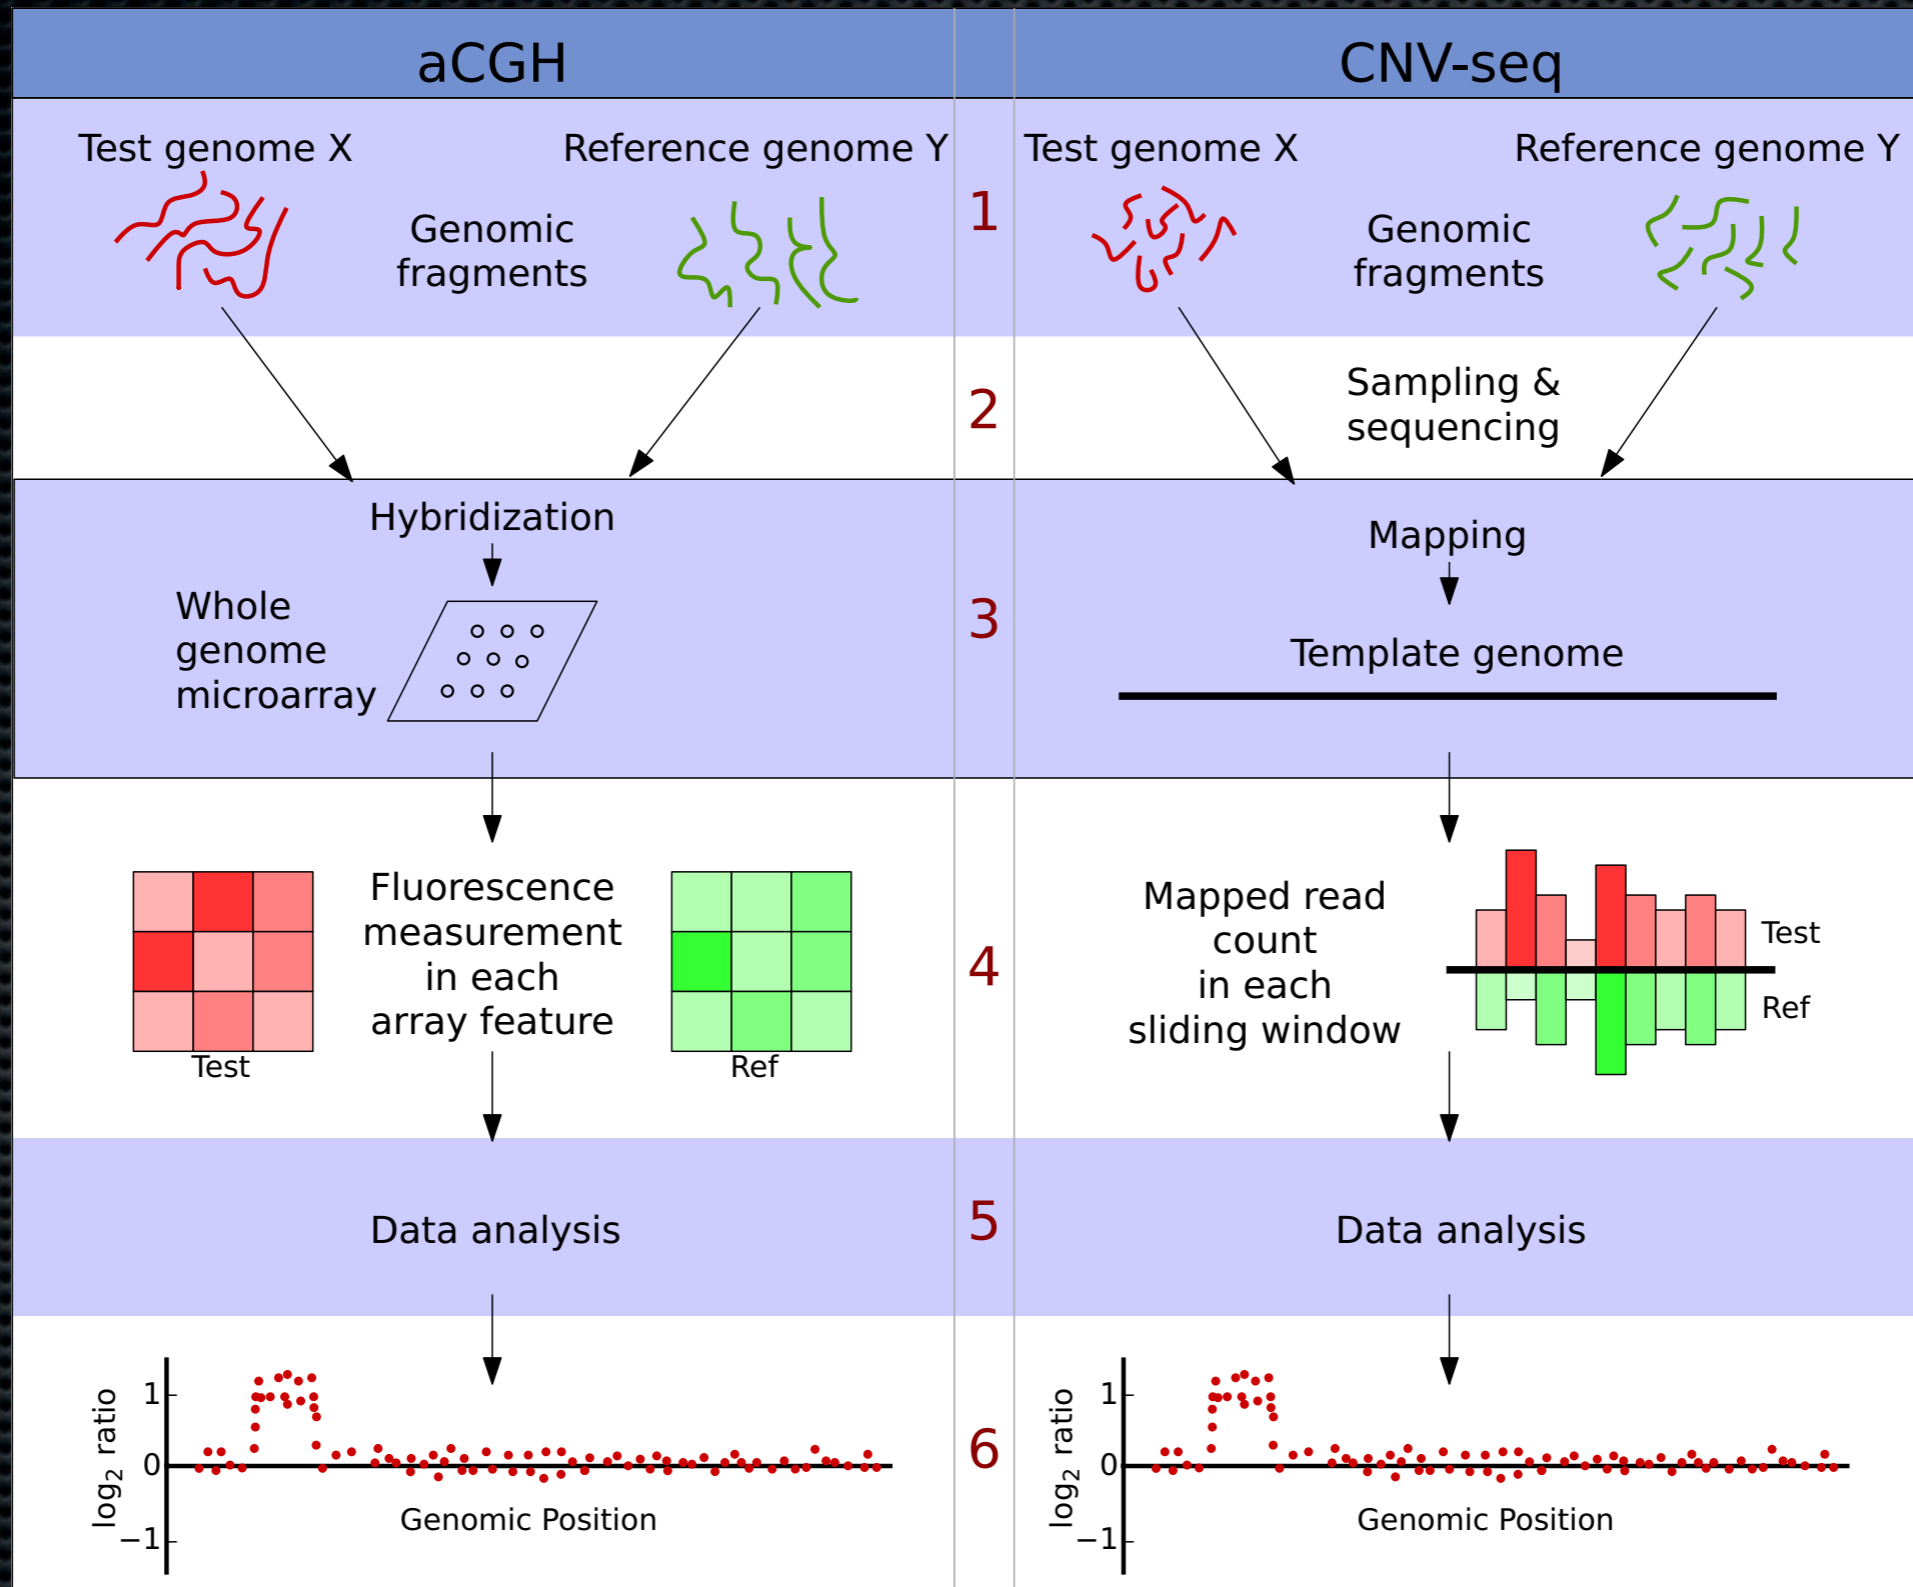 aCGH
CNV-seq
Test genome X
Reference genome Y
Test genome X
Reference genome Y
1
Genomic
fragments
Genomic
fragments
2
Sampling &
sequencing
Hybridization
Mapping
3
Whole
genome
microarray
Template genome
4
Fluorescence
measurement
in each
array feature
Test
Ref
Mapped read
count
in each
sliding window
Test
Ref
5
Data analysis
Data analysis
6
log₂ ratio
1
0
−1
Genomic Position
log₂ ratio
1
0
−1
Genomic Position